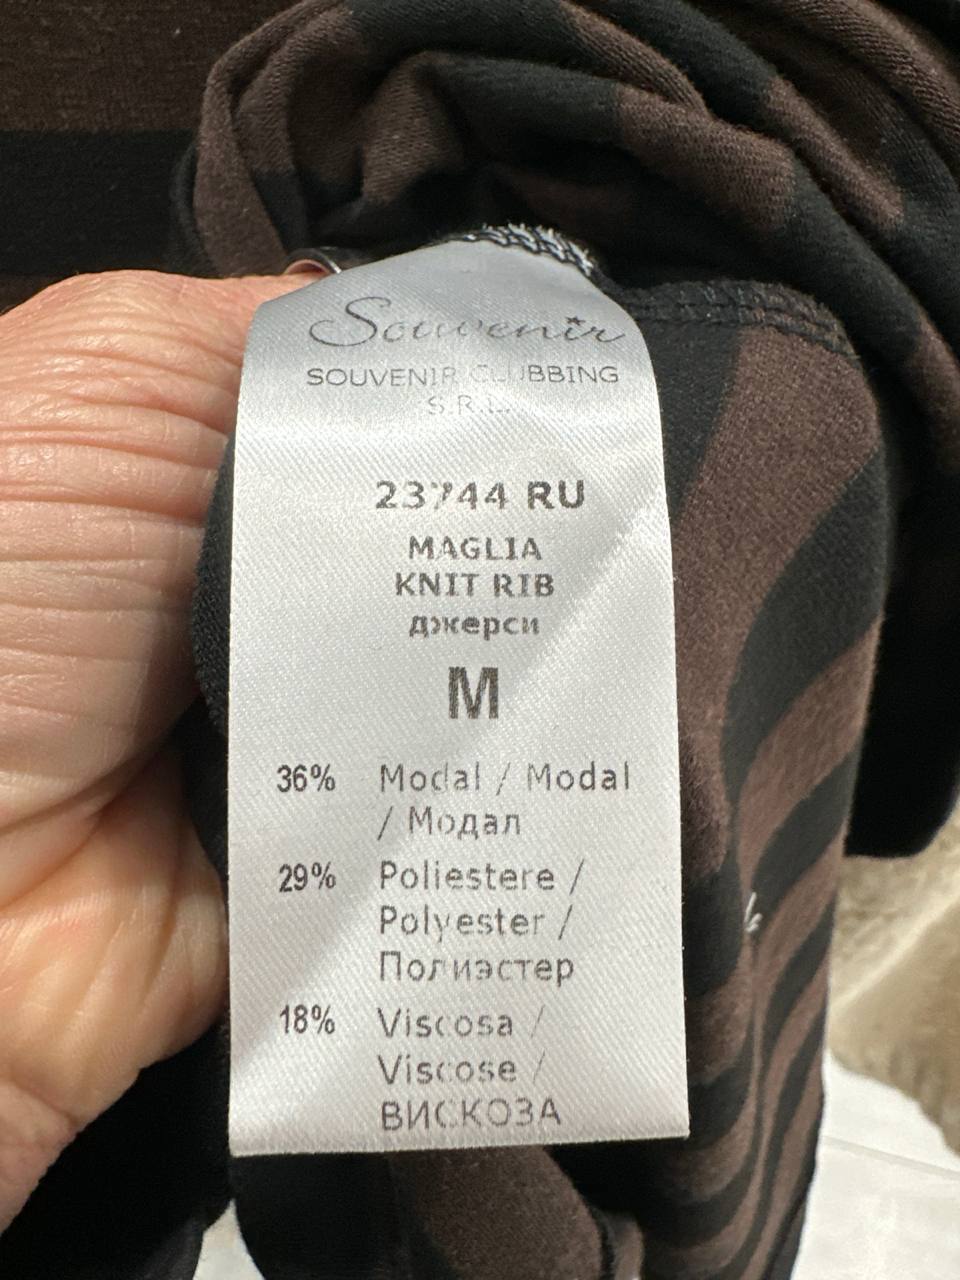 Souvenir
SOUVENIR CLUBBING
S.R.L.
23744 RU
MAGLIA
KNIT RIB
джерси
M
36% Modal / Modal
/ Модал
29% Poliestere /
Polyester /
Полиэстер
18% Viscosa /
Viscose /
ВИСКОЗА